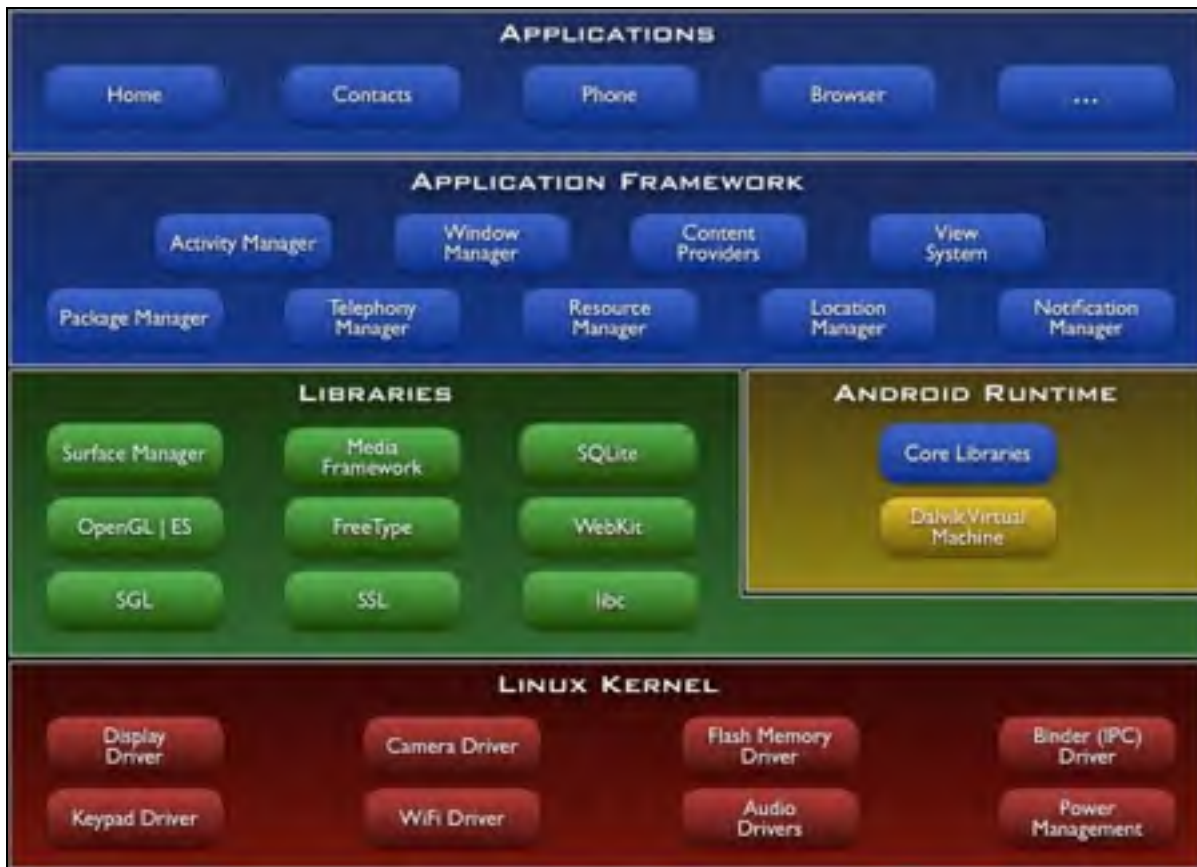 APPLICATIONS
Home
Contacts
Phone
Browser
...
APPLICATION FRAMEWORK
Activity Manager
Window
Manager
Content
Providers
View
System
Package Manager
Telephony
Manager
Resource
Manager
Location
Manager
Notification
Manager
LIBRARIES
Surface Manager
Media
Framework
SQLite
OpenGL | ES
FreeType
WebKit
SGL
SSL
libc
ANDROID RUNTIME
Core Libraries
Dalvik Virtual
Machine
LINUX KERNEL
Display
Driver
Camera Driver
Flash Memory
Driver
Binder (IPC)
Driver
Keypad Driver
WiFi Driver
Audio
Drivers
Power
Management